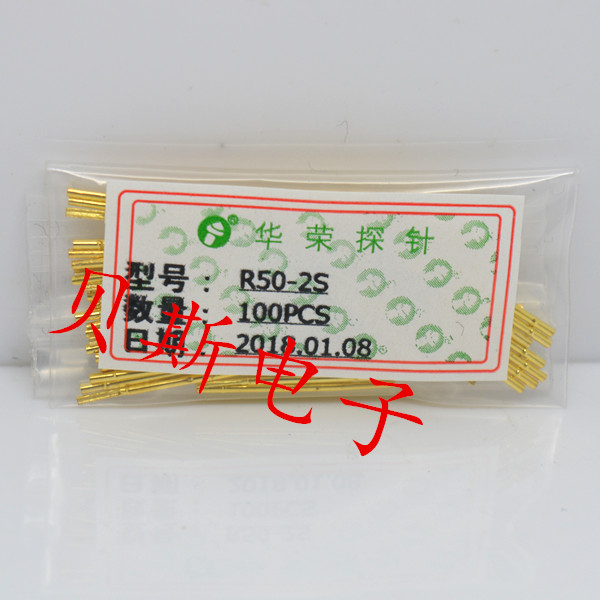 华荣探针
型号: R50-2S
数量: 100PCS
日期: 2018.01.08
贝斯电子